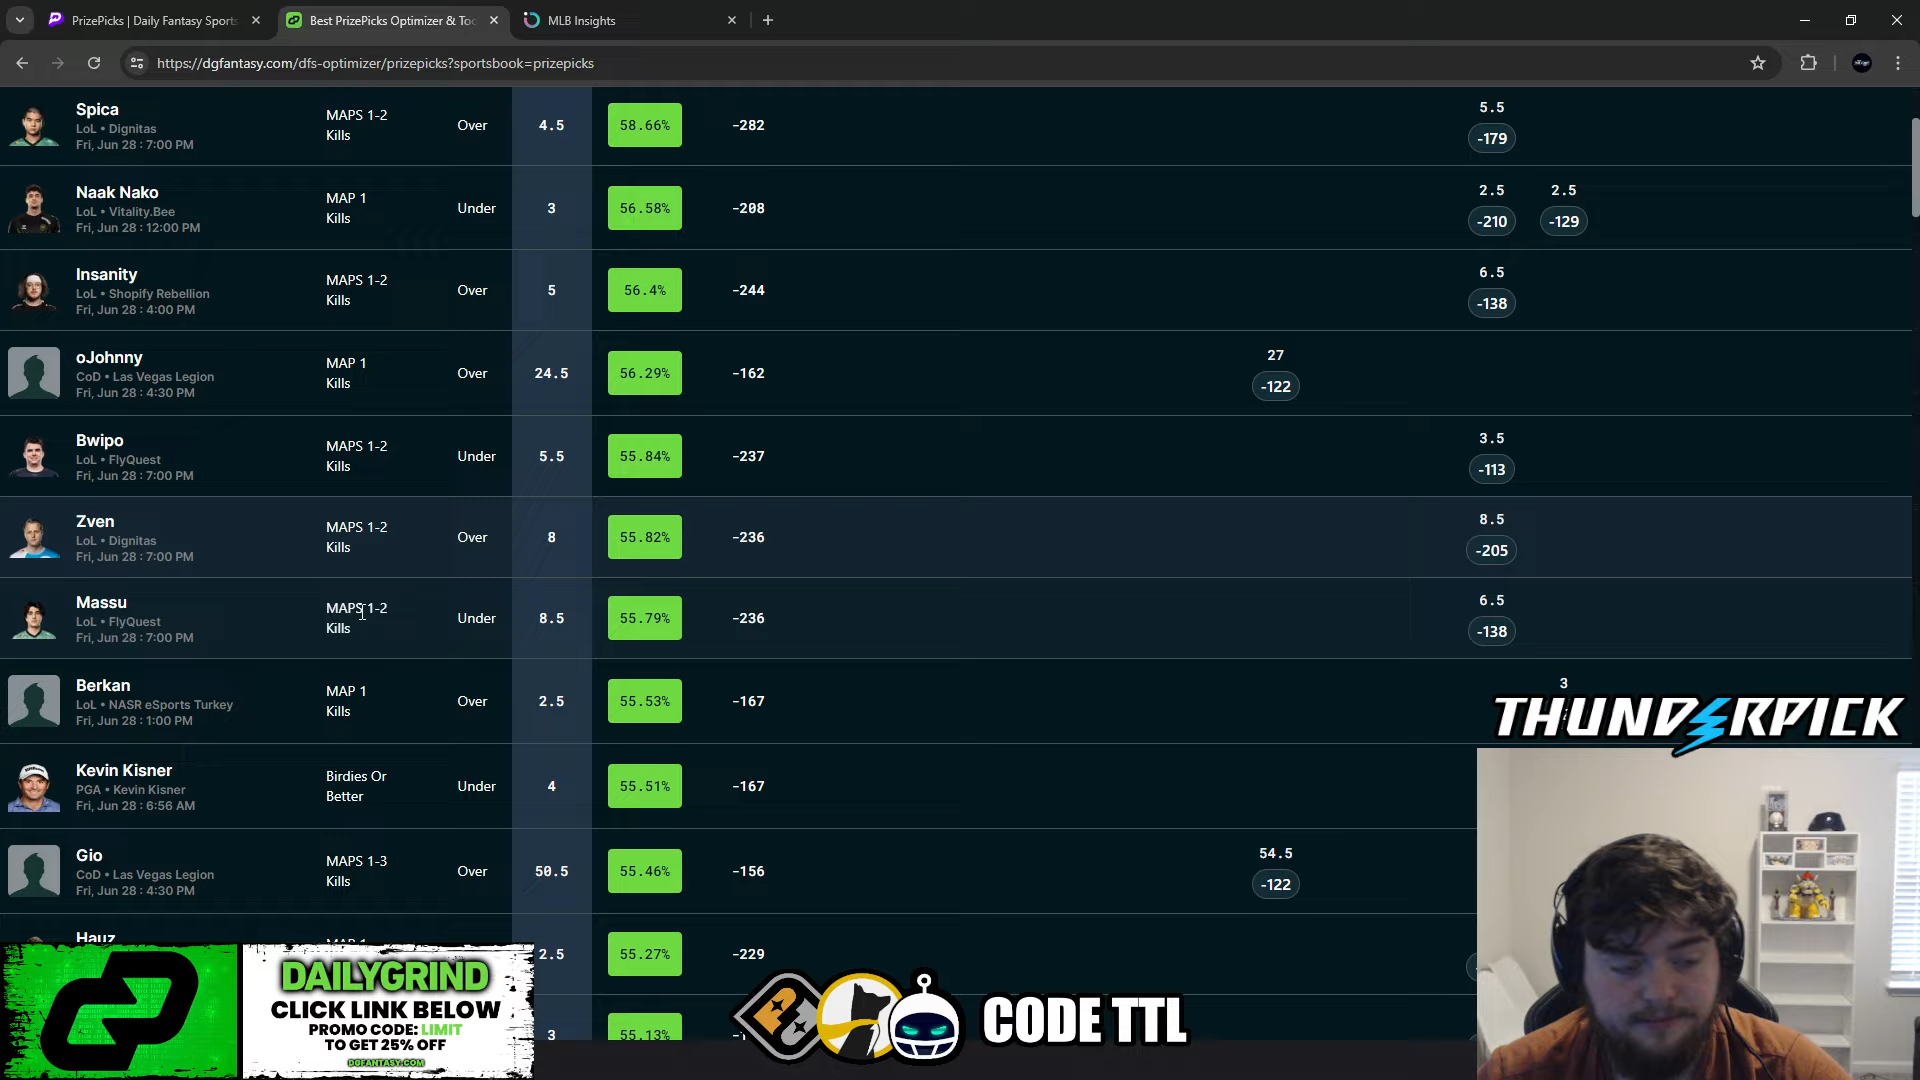 PrizePicks | Daily Fantasy Sports
Best PrizePicks Optimizer & Too
MLB Insights
https://dgfantasy.com/dfs-optimizer/prizepicks?sportsbook=prizepicks
Spica
LoL • Dignitas
Fri, Jun 28 : 7:00 PM
MAPS 1-2
Kills
Over
4.5
58.66%
-282
5.5
-179
Naak Nako
LoL • Vitality.Bee
Fri, Jun 28 : 12:00 PM
MAP 1
Kills
Under
3
56.58%
-208
2.5
-210
2.5
-129
Insanity
LoL • Shopify Rebellion
Fri, Jun 28 : 4:00 PM
MAPS 1-2
Kills
Over
5
56.4%
-244
6.5
-138
oJohnny
CoD • Las Vegas Legion
Fri, Jun 28 : 4:30 PM
MAP 1
Kills
Over
24.5
56.29%
-162
27
-122
Bwipo
LoL • FlyQuest
Fri, Jun 28 : 7:00 PM
MAPS 1-2
Kills
Under
5.5
55.84%
-237
3.5
-113
Zven
LoL • Dignitas
Fri, Jun 28 : 7:00 PM
MAPS 1-2
Kills
Over
8
55.82%
-236
8.5
-205
Massu
LoL • FlyQuest
Fri, Jun 28 : 7:00 PM
MAPS 1-2
Kills
Under
8.5
55.79%
-236
6.5
-138
Berkan
LoL • NASR eSports Turkey
Fri, Jun 28 : 1:00 PM
MAP 1
Kills
Over
2.5
55.53%
-167
3
Kevin Kisner
PGA • Kevin Kisner
Fri, Jun 28 : 6:56 AM
Birdies Or
Better
Under
4
55.51%
-167
Gio
CoD • Las Vegas Legion
Fri, Jun 28 : 4:30 PM
MAPS 1-3
Kills
Over
50.5
55.46%
-156
54.5
-122
Hauz
MAP 1
2.5
55.27%
-229
3
55.13%
THUNDERPICK
DAILYGRIND
CLICK LINK BELOW
PROMO CODE: LIMIT
TO GET 25% OFF
DGFANTASY.COM
CODE TTL